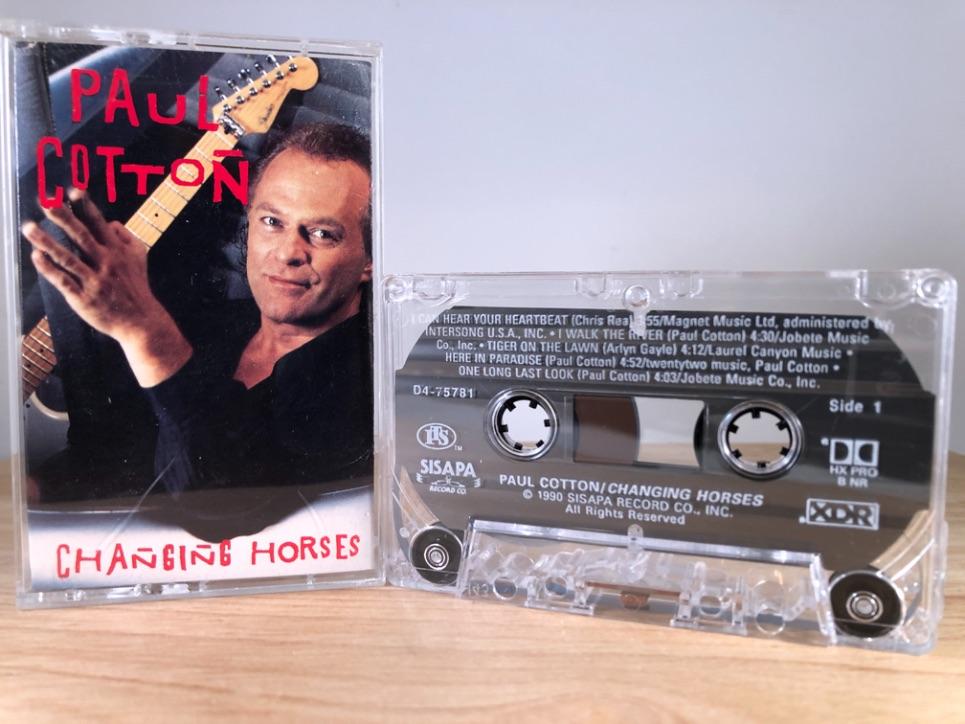 PAUL
COTTON
CHANGING HORSES
I CAN HEAR YOUR HEARTBEAT (Chris Rea) 3:55/Magnet Music Ltd, administered by
INTERSONG U.S.A., INC. • I WALK THE RIVER (Paul Cotton) 4:30/Jobete Music
Co., Inc. • TIGER ON THE LAWN (Arlyn Gayle) 4:12/Laurel Canyon Music •
HERE IN PARADISE (Paul Cotton) 4:52/twentytwo music, Paul Cotton •
ONE LONG LAST LOOK (Paul Cotton) 4:03/Jobete Music Co., Inc.
D4-75781
Side 1
TM
SISAPA
RECORD CO.
HX PRO
B NR
PAUL COTTON/CHANGING HORSES
© 1990 SISAPA RECORD CO., INC.
All Rights Reserved
XDR